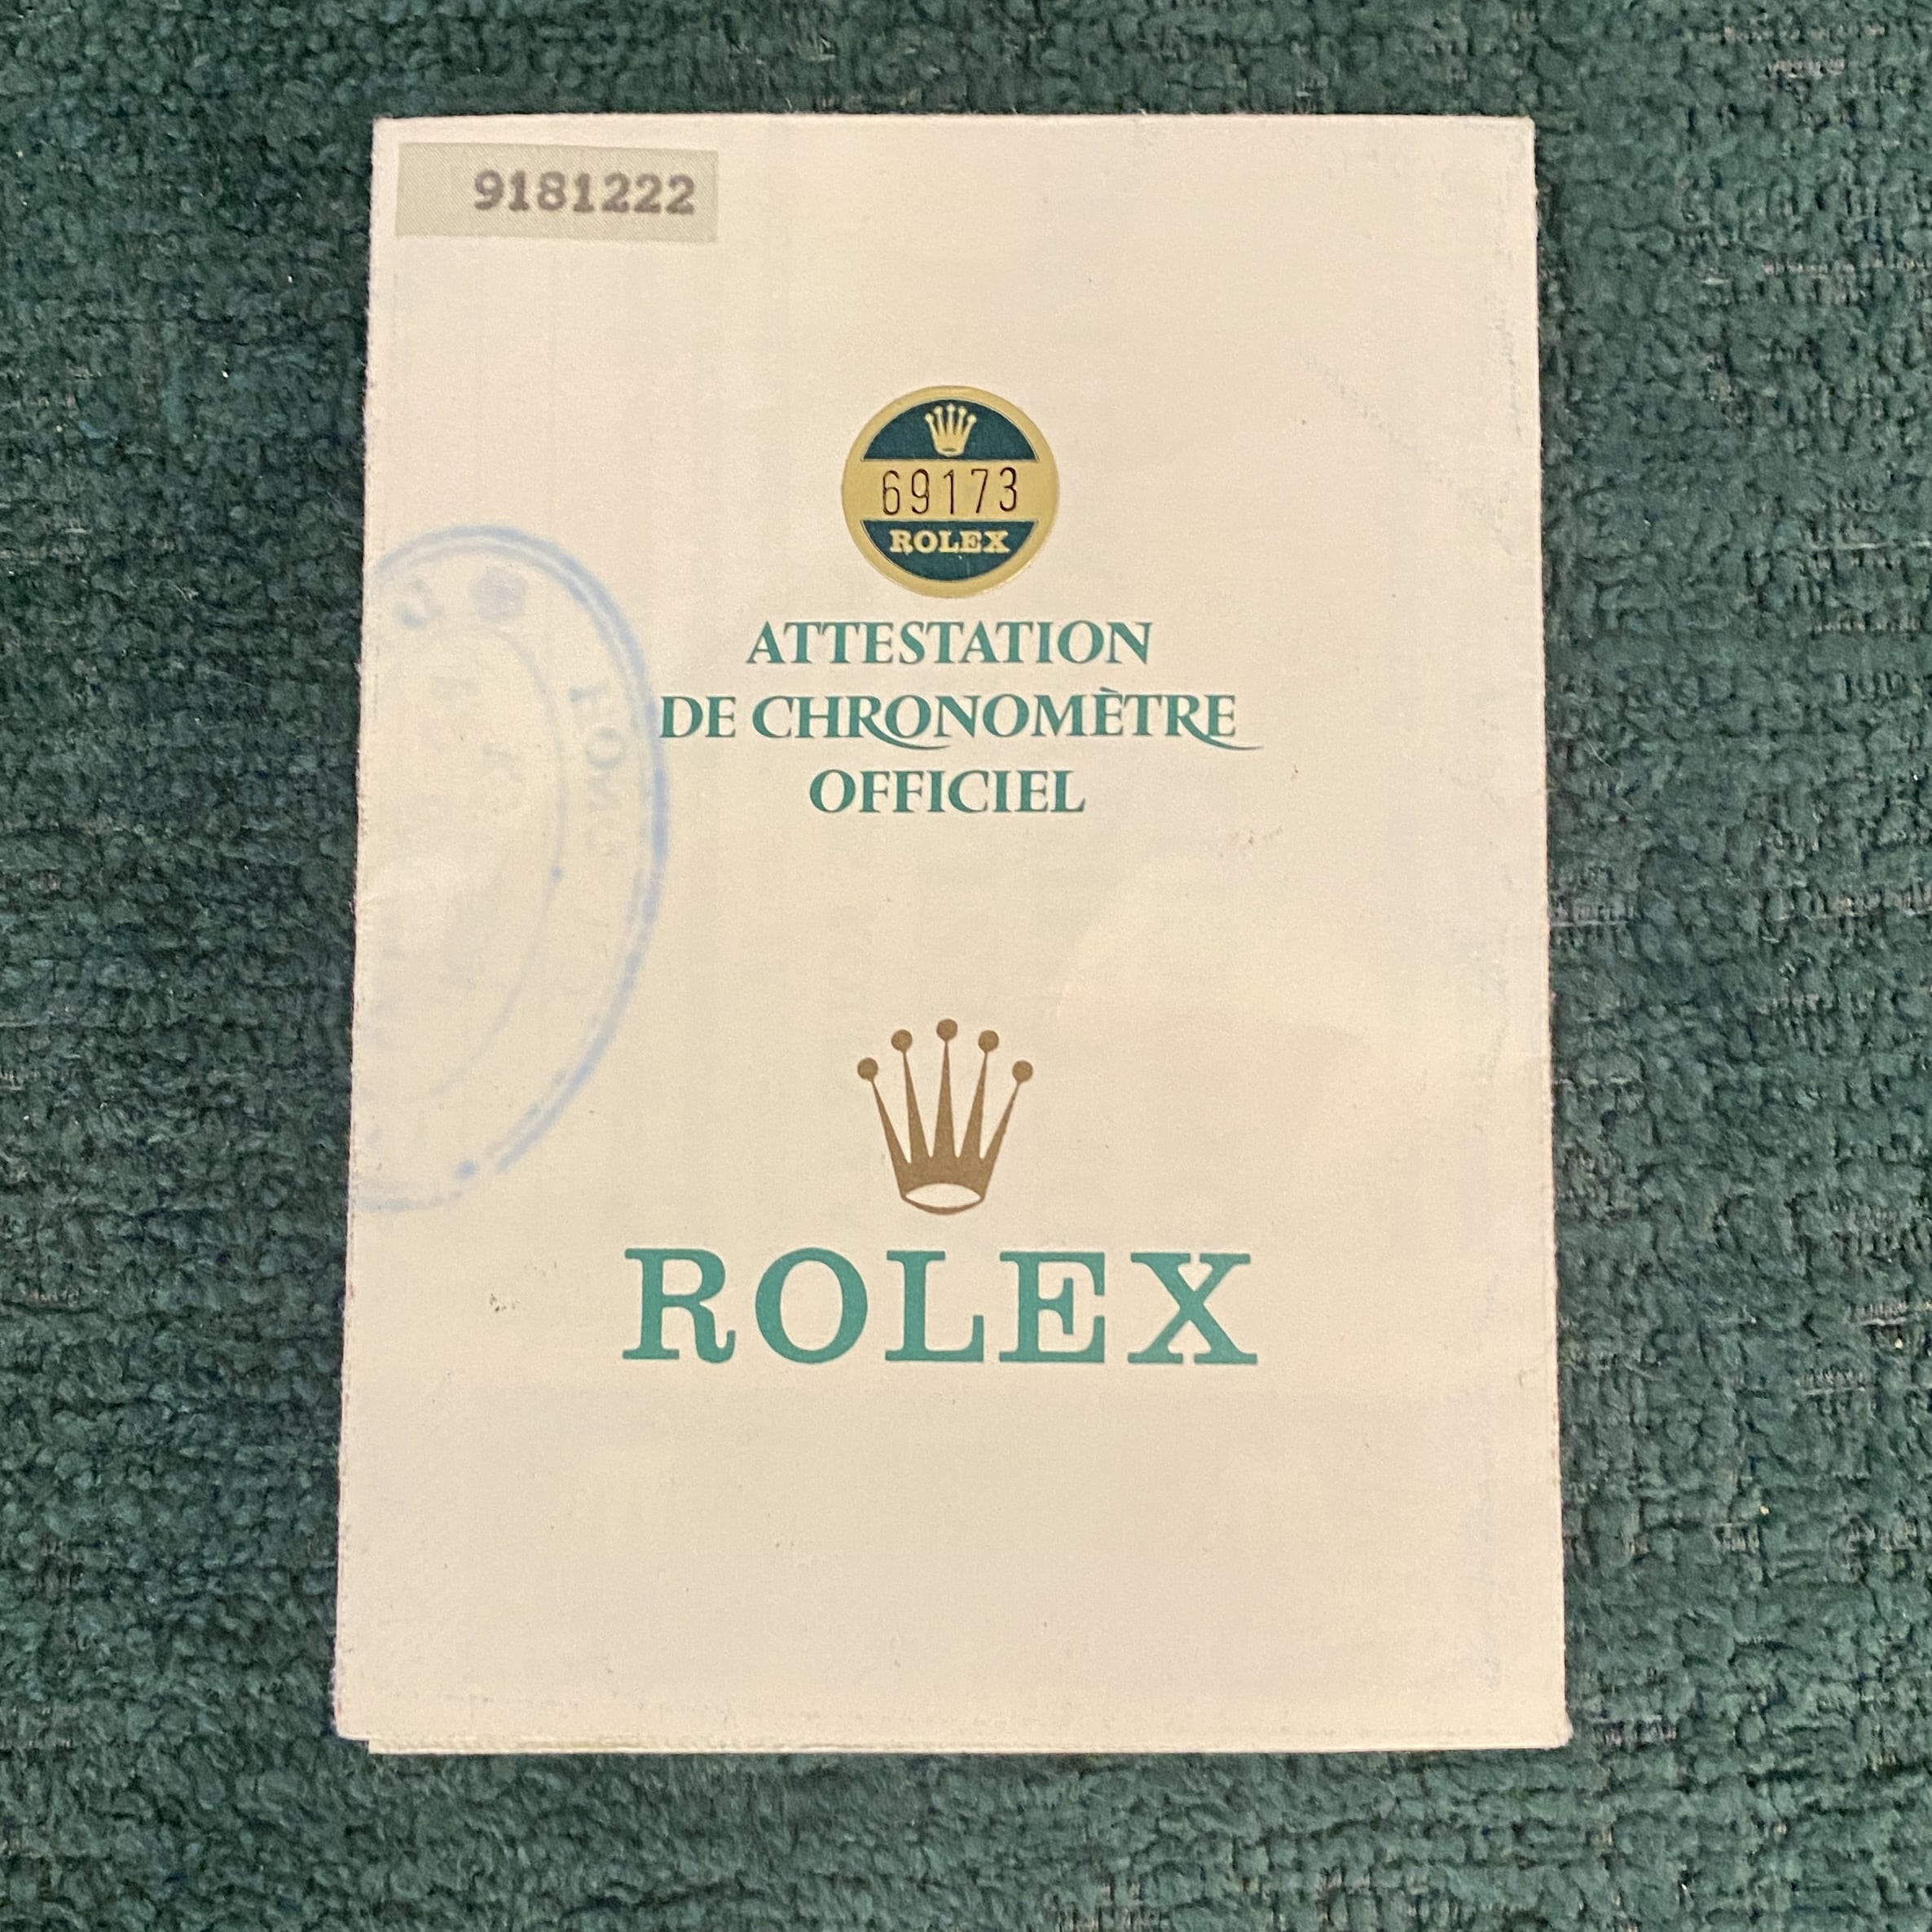 9181222
69173
ROLEX
ATTESTATION
DE CHRONOMÈTRE
OFFICIEL
ROLEX